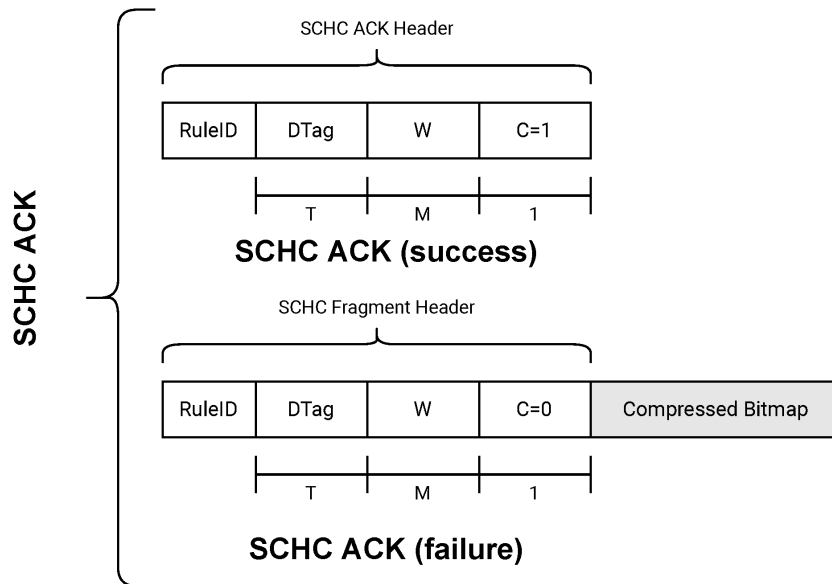 SCHC ACK
SCHC ACK Header
RuleID DTag W C=1
T M 1
SCHC ACK (success)
SCHC Fragment Header
RuleID DTag W C=0 Compressed Bitmap
T M 1
SCHC ACK (failure)